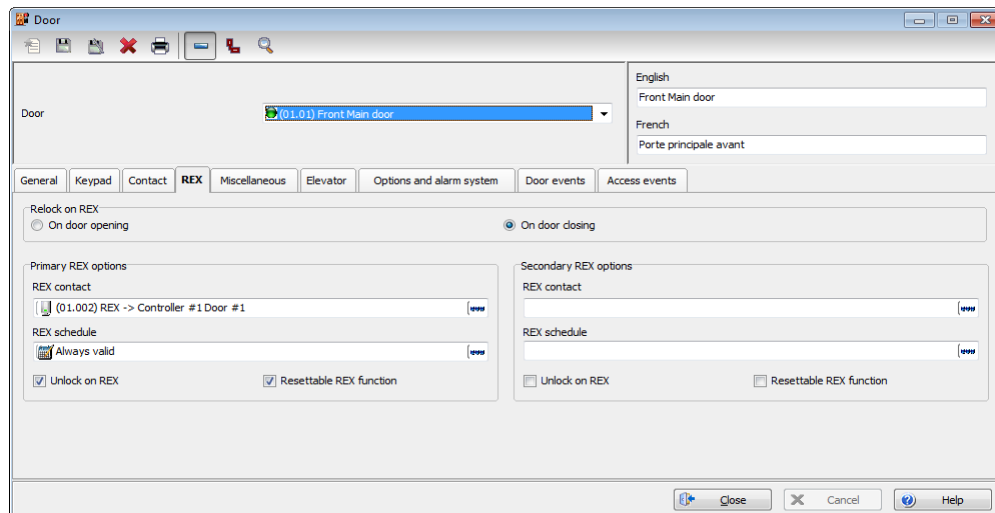 Door
English
Front Main door
Door
(01.01) Front Main door
French
Porte principale avant
General
Keypad
Contact
REX
Miscellaneous
Elevator
Options and alarm system
Door events
Access events
Relock on REX
On door opening
On door closing
Primary REX options
REX contact
(01.002) REX -> Controller #1 Door #1
REX schedule
Always valid
Unlock on REX
Resettable REX function
Secondary REX options
REX contact
REX schedule
Unlock on REX
Resettable REX function
Close
Cancel
Help